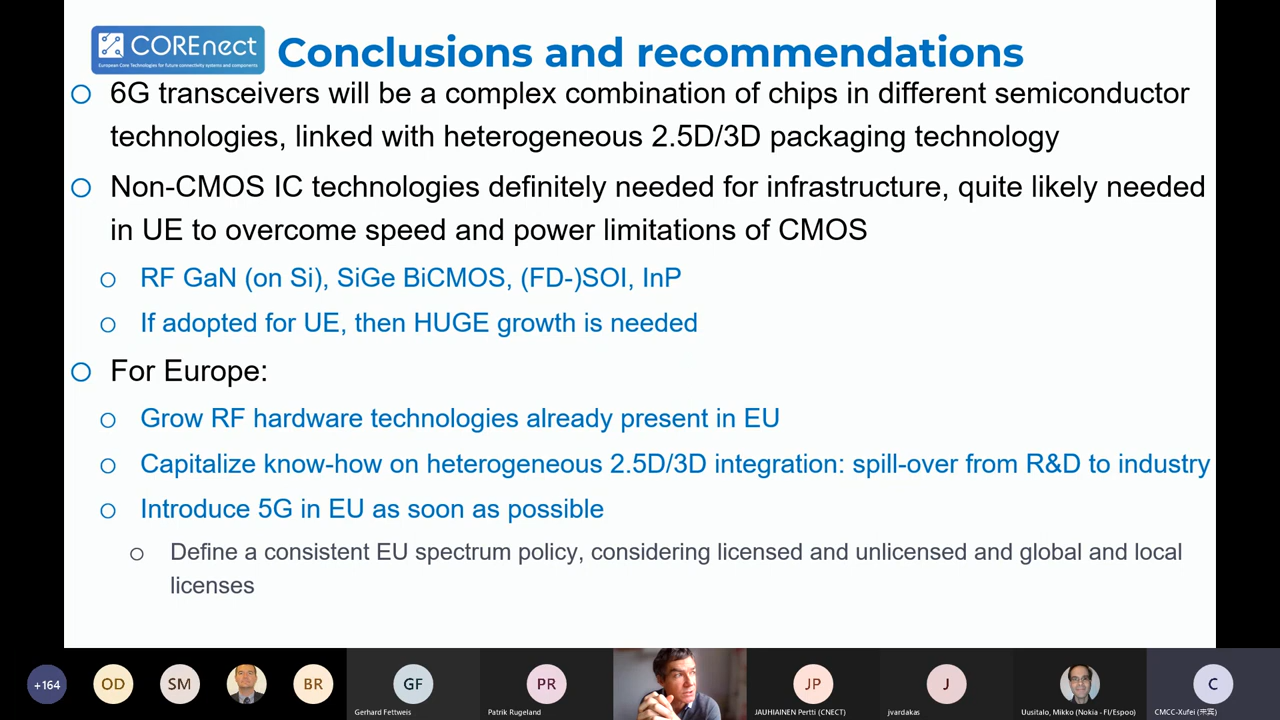 COREnect
European Core Technologies for future connectivity systems and components
Conclusions and recommendations
6G transceivers will be a complex combination of chips in different semiconductor
technologies, linked with heterogeneous 2.5D/3D packaging technology
Non-CMOS IC technologies definitely needed for infrastructure, quite likely needed
in UE to overcome speed and power limitations of CMOS
RF GaN (on Si), SiGe BiCMOS, (FD-)SOI, InP
If adopted for UE, then HUGE growth is needed
For Europe:
Grow RF hardware technologies already present in EU
Capitalize know-how on heterogeneous 2.5D/3D integration: spill-over from R&D to industry
Introduce 5G in EU as soon as possible
Define a consistent EU spectrum policy, considering licensed and unlicensed and global and local
licenses
+164
OD
SM
BR
GF
PR
JP
J
C
Gerhard Fettweis
Patrik Rugeland
JAUHIAINEN Pertti (CNECT)
jvardakas
Uusitalo, Mikko (Nokia - FI/Espoo)
CMCC-Xufei